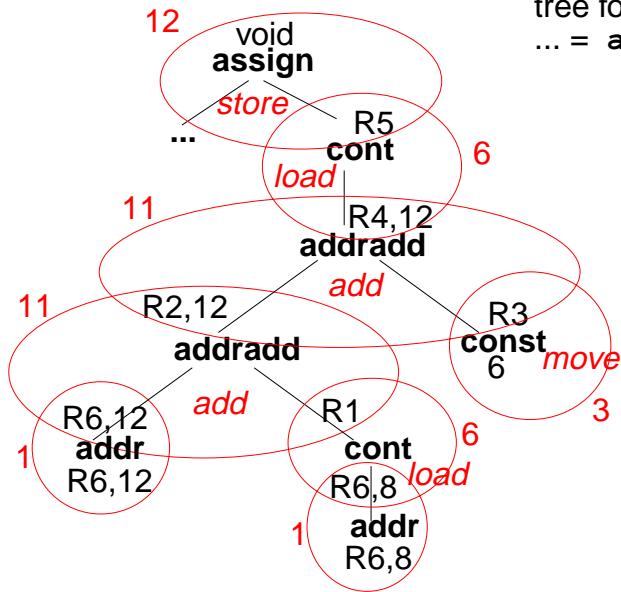 tree fo
... = a
12
void
assign
store
...
R5
cont
6
load
11
R4,12
addradd
add
11
R2,12
addradd
R3
const
move
6
3
add
R6,12
addr
R6,12
1
R1
cont
6
load
R6,8
addr
R6,8
1